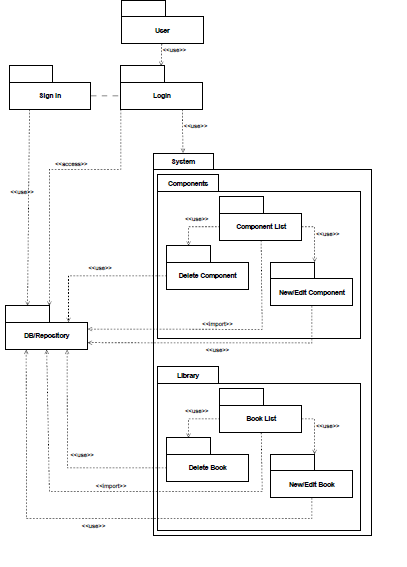 User
<<use>>
Sign In
Login
<<use>>
System
<<access>>
Components
<<use>>
Component List
<<use>>
<<use>>
<<use>>
Delete Component
New/Edit Component
<<import>>
DB/Repository
<<use>>
Library
<<use>>
Book List
<<use>>
<<use>>
Delete Book
<<import>>
New/Edit Book
<<use>>